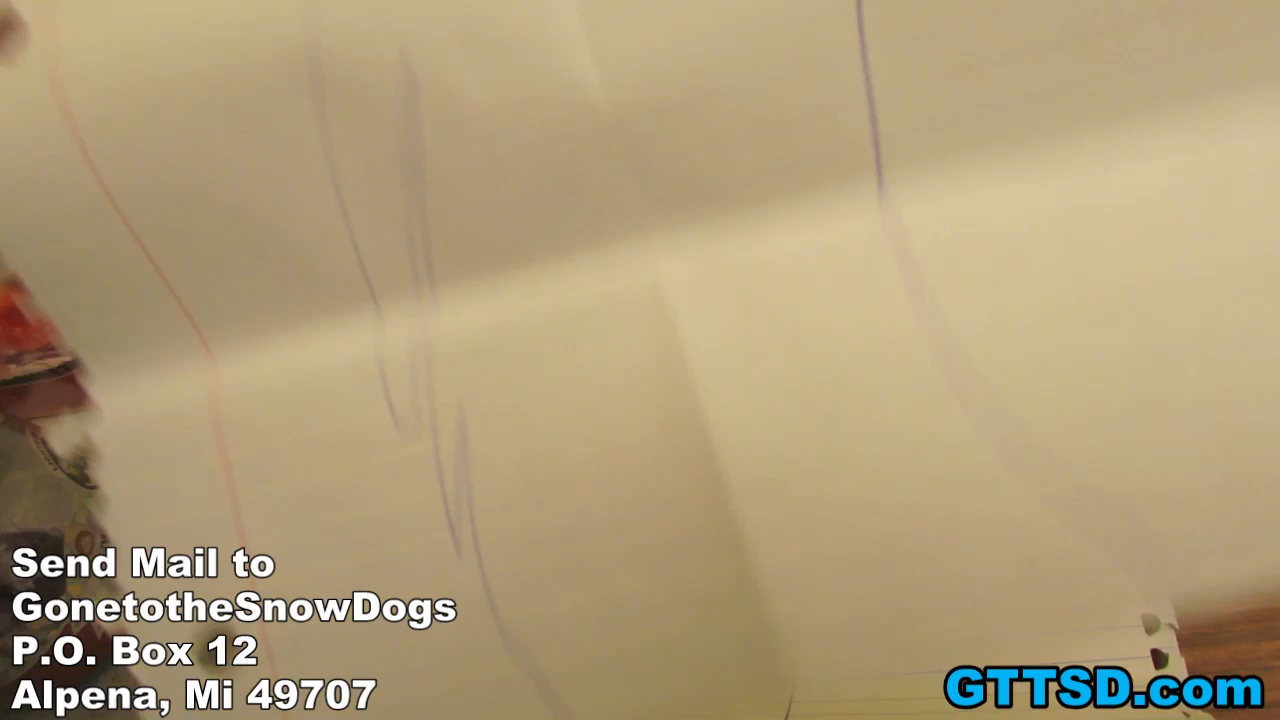 Send Mail to
GonetotheSnowDogs
P.O. Box 12
Alpena, Mi 49707
GTTSD.com